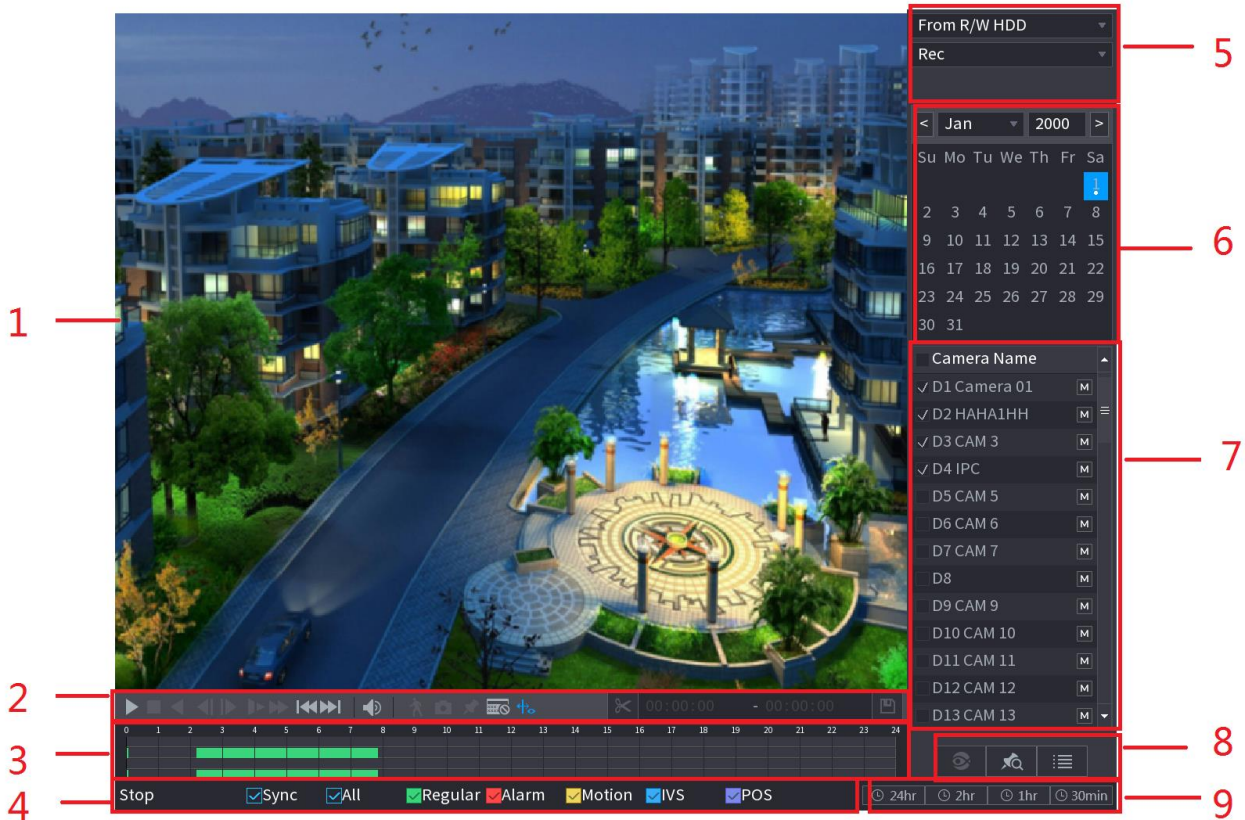 From R/W HDD
Rec
5
< Jan 2000 >
Su Mo Tu We Th Fr Sa
1
2 3 4 5 6 7 8
9 10 11 12 13 14 15
16 17 18 19 20 21 22
23 24 25 26 27 28 29
30 31
6
1
Camera Name
D1 Camera 01 M
D2 HAHA1HH M
D3 CAM 3 M
D4 IPC M
D5 CAM 5 M
D6 CAM 6 M
D7 CAM 7 M
D8 M
D9 CAM 9 M
D10 CAM 10 M
D11 CAM 11 M
D12 CAM 12 M
D13 CAM 13 M
7
2
00:00:00 - 00:00:00
3
0 1 2 3 4 5 6 7 8 9 10 11 12 13 14 15 16 17 18 19 20 21 22 23 24
8
4
Stop Sync All Regular Alarm Motion IVS POS
24hr 2hr 1hr 30min
9